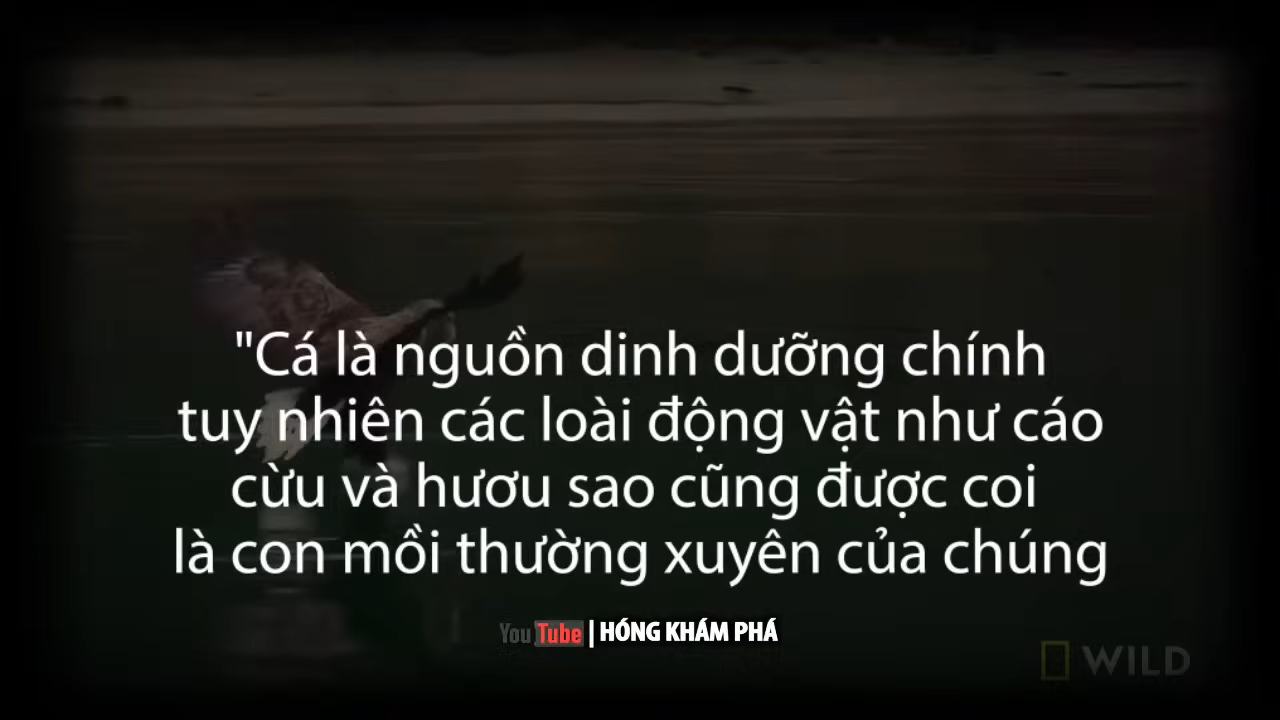 "Cá là nguồn dinh dưỡng chính
tuy nhiên các loài động vật như cáo
cừu và hươu sao cũng được coi
là con mồi thường xuyên của chúng
YouTube | HÓNG KHÁM PHÁ
WILD